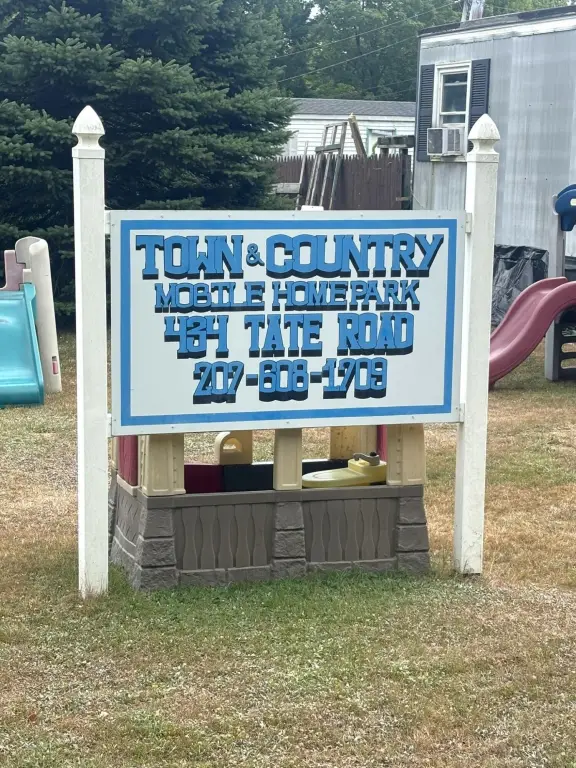 TOWN & COUNTRY
MOBILE HOME PARK
434 TATE ROAD
207-608-1709